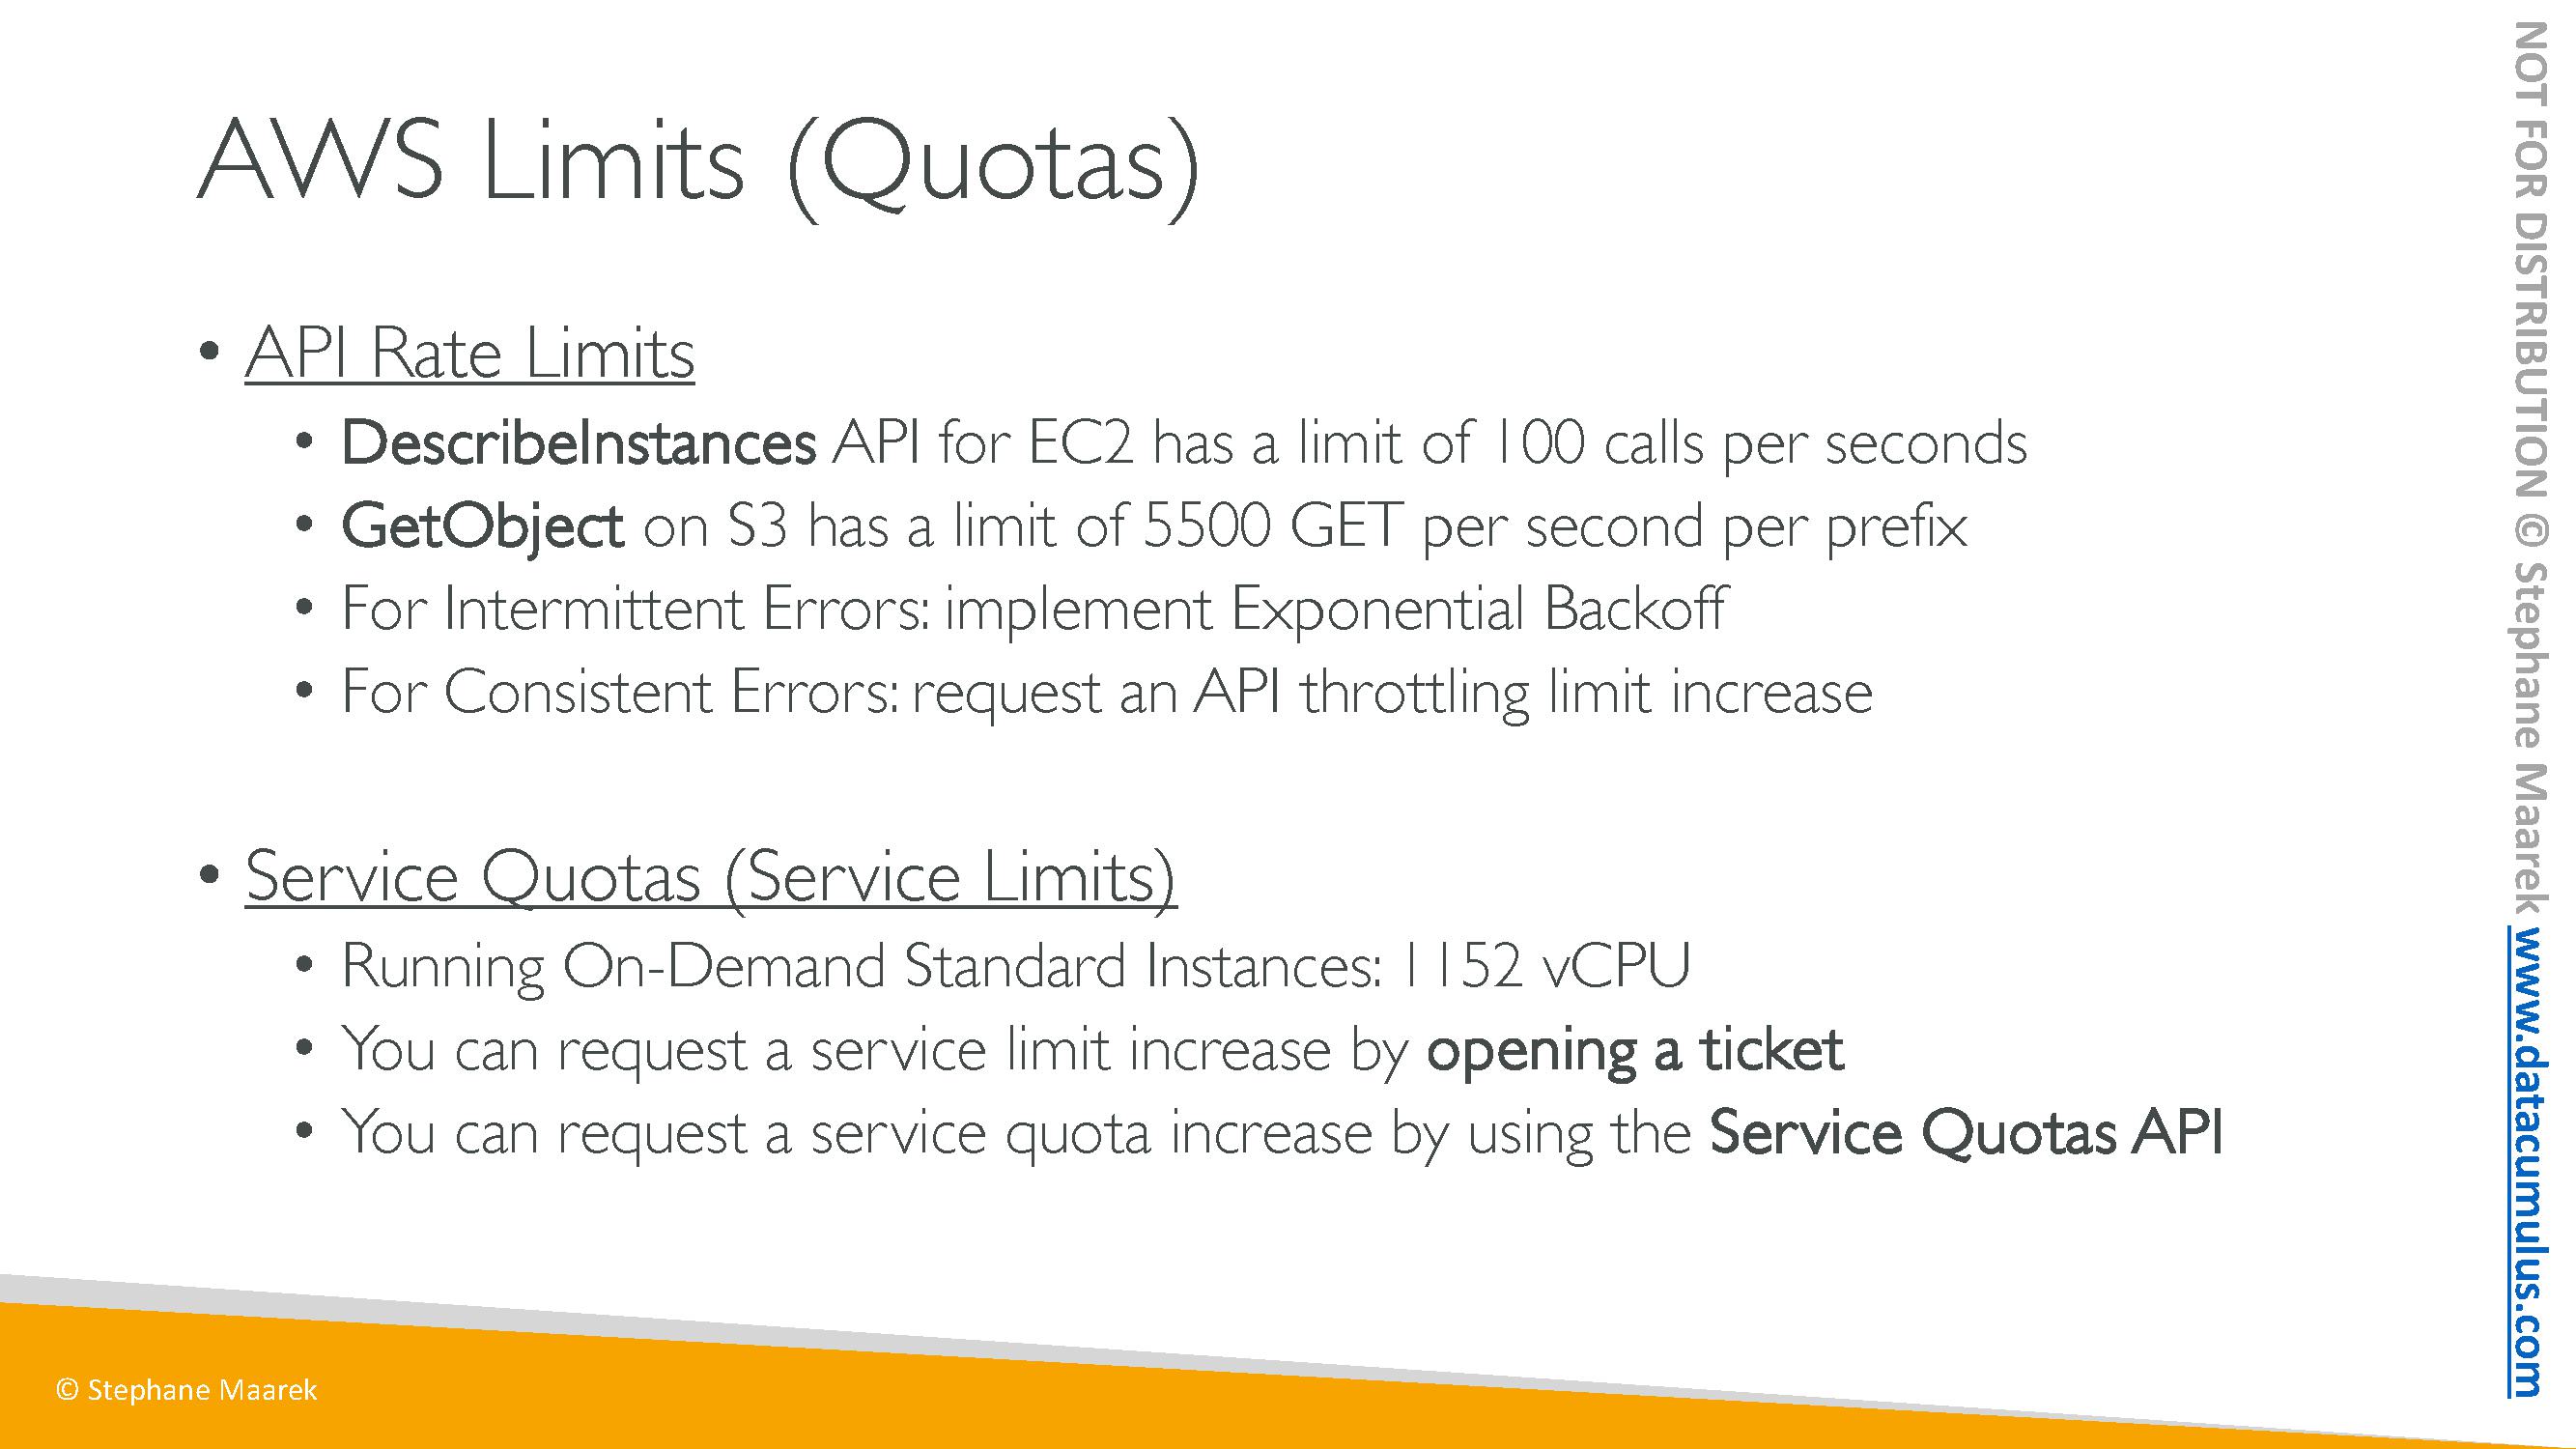 AWS Limits (Quotas)
• API Rate Limits
• DescribeInstances API for EC2 has a limit of 100 calls per seconds
• GetObject on S3 has a limit of 5500 GET per second per prefix
• For Intermittent Errors: implement Exponential Backoff
• For Consistent Errors: request an API throttling limit increase
• Service Quotas (Service Limits)
• Running On-Demand Standard Instances: 1152 vCPU
• You can request a service limit increase by opening a ticket
• You can request a service quota increase by using the Service Quotas API
© Stephane Maarek
NOT FOR DISTRIBUTION © Stephane Maarek www.datacumulus.com